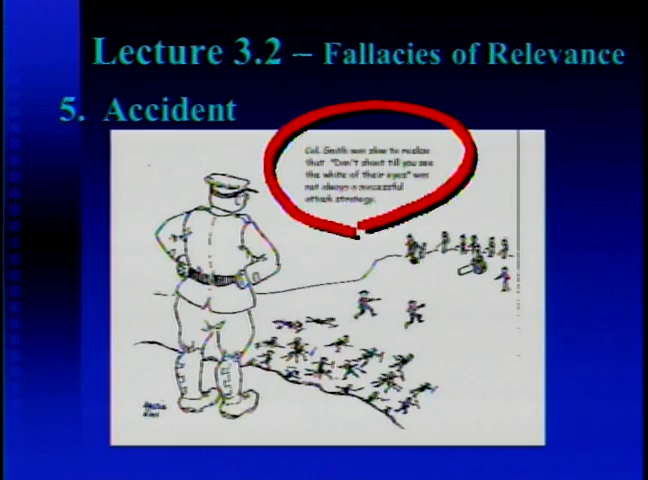 Lecture 3.2 – Fallacies of Relevance
5. Accident
Col. Smith was slow to realize
that "Don't shoot till you see
the white of their eyes" was
not always a successful
attack strategy.